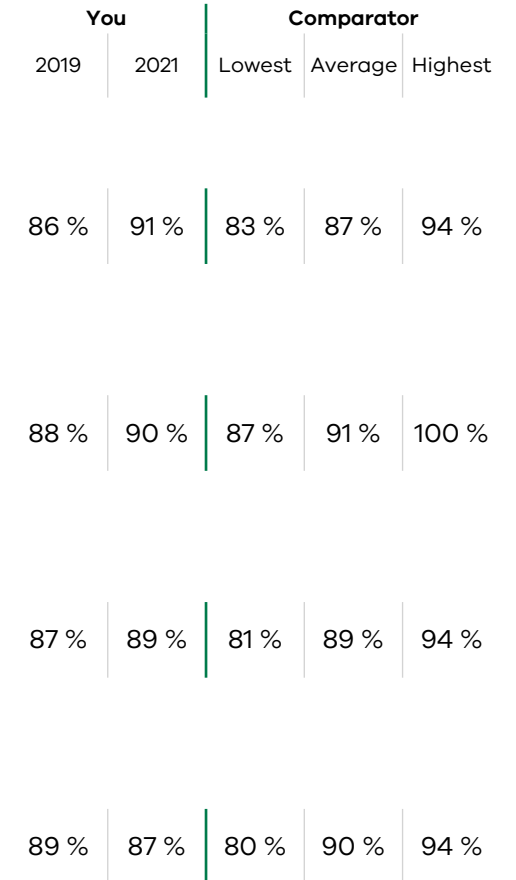 You Comparator
2019 2021 Lowest Average Highest
86 % 91 % 83 % 87 % 94 %
88 % 90 % 87 % 91 % 100 %
87 % 89 % 81 % 89 % 94 %
89 % 87 % 80 % 90 % 94 %